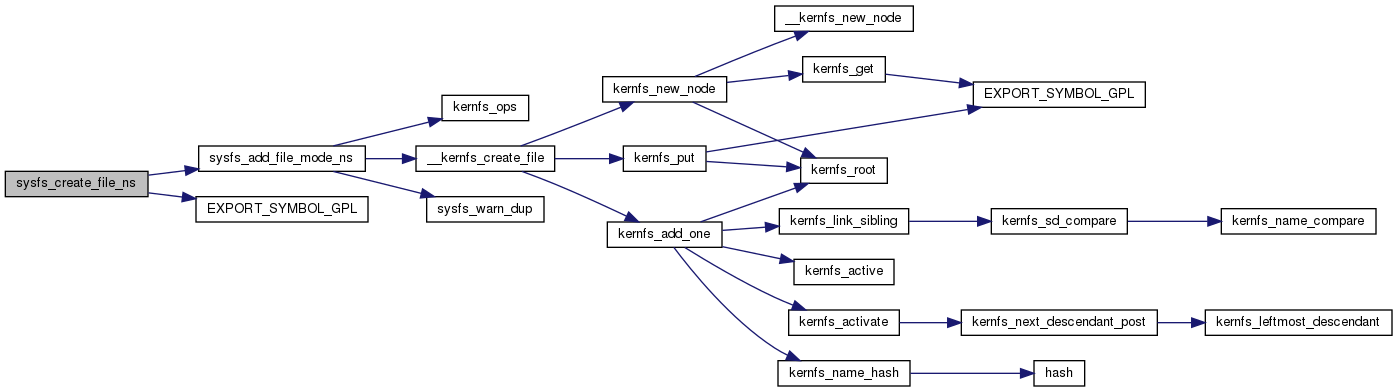 __kernfs_new_node
kernfs_get
kernfs_new_node
EXPORT_SYMBOL_GPL
kernfs_ops
sysfs_add_file_mode_ns
__kernfs_create_file
kernfs_put
kernfs_root
sysfs_create_file_ns
EXPORT_SYMBOL_GPL
sysfs_warn_dup
kernfs_add_one
kernfs_link_sibling
kernfs_sd_compare
kernfs_name_compare
kernfs_active
kernfs_activate
kernfs_next_descendant_post
kernfs_leftmost_descendant
kernfs_name_hash
hash